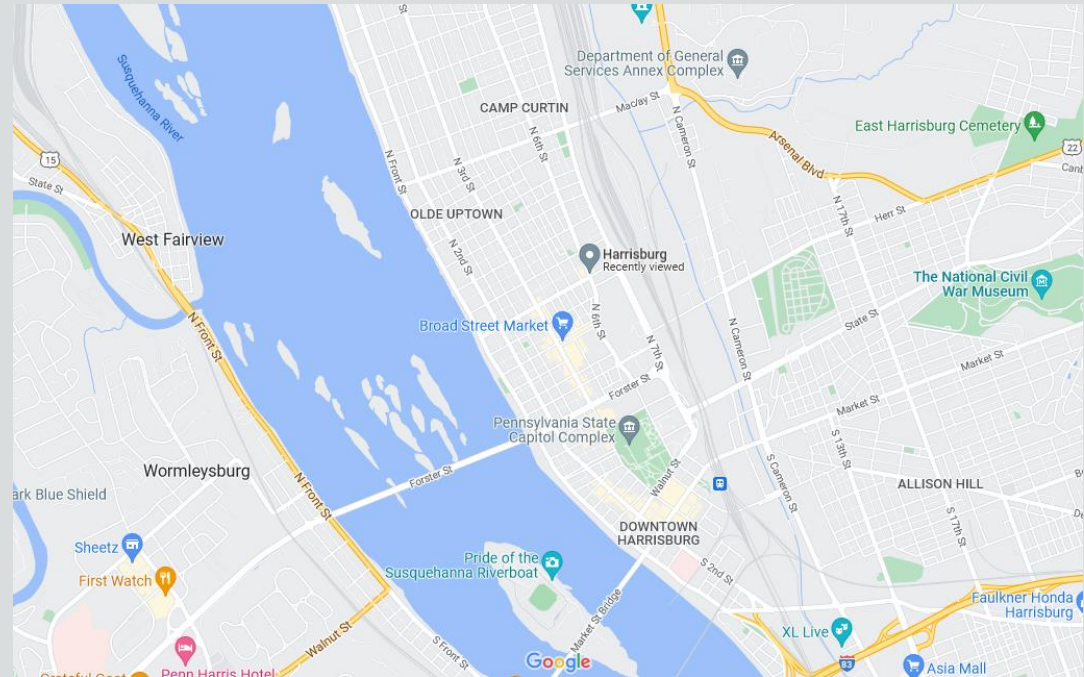 St
Department of General
Services Annex Complex
CAMP CURTIN
Maclay St
N Cameron St
East Harrisburg Cemetery
Susquehanna
River
Arsenal Blvd
22
15
N 6th St
N 3rd St
N Front St
State St
N 17th St
Herr St
OLDE UPTOWN
West Fairview
N 2nd St
Harrisburg
Recently viewed
The National Civil
War Museum
N 6th St
Broad Street Market
N Front St
N 7th St
N Cameron St
State St
Market St
Forster St
Market St
Pennsylvania State
Capitol Complex
S 13th St
Wormleysburg
Forster St
Walnut St
S Cameron St
ALLISON HILL
N Front St
ark Blue Shield
S 17th St
DOWNTOWN
HARRISBURG
Sheetz
Pride of the
Susquehanna Riverboat
First Watch
S 2nd St
Faulkner Honda
Harrisburg
Market St Bridge
Walnut St
S Front St
XL Live
Google
83
Penn Harris Hotel
Asia Mall